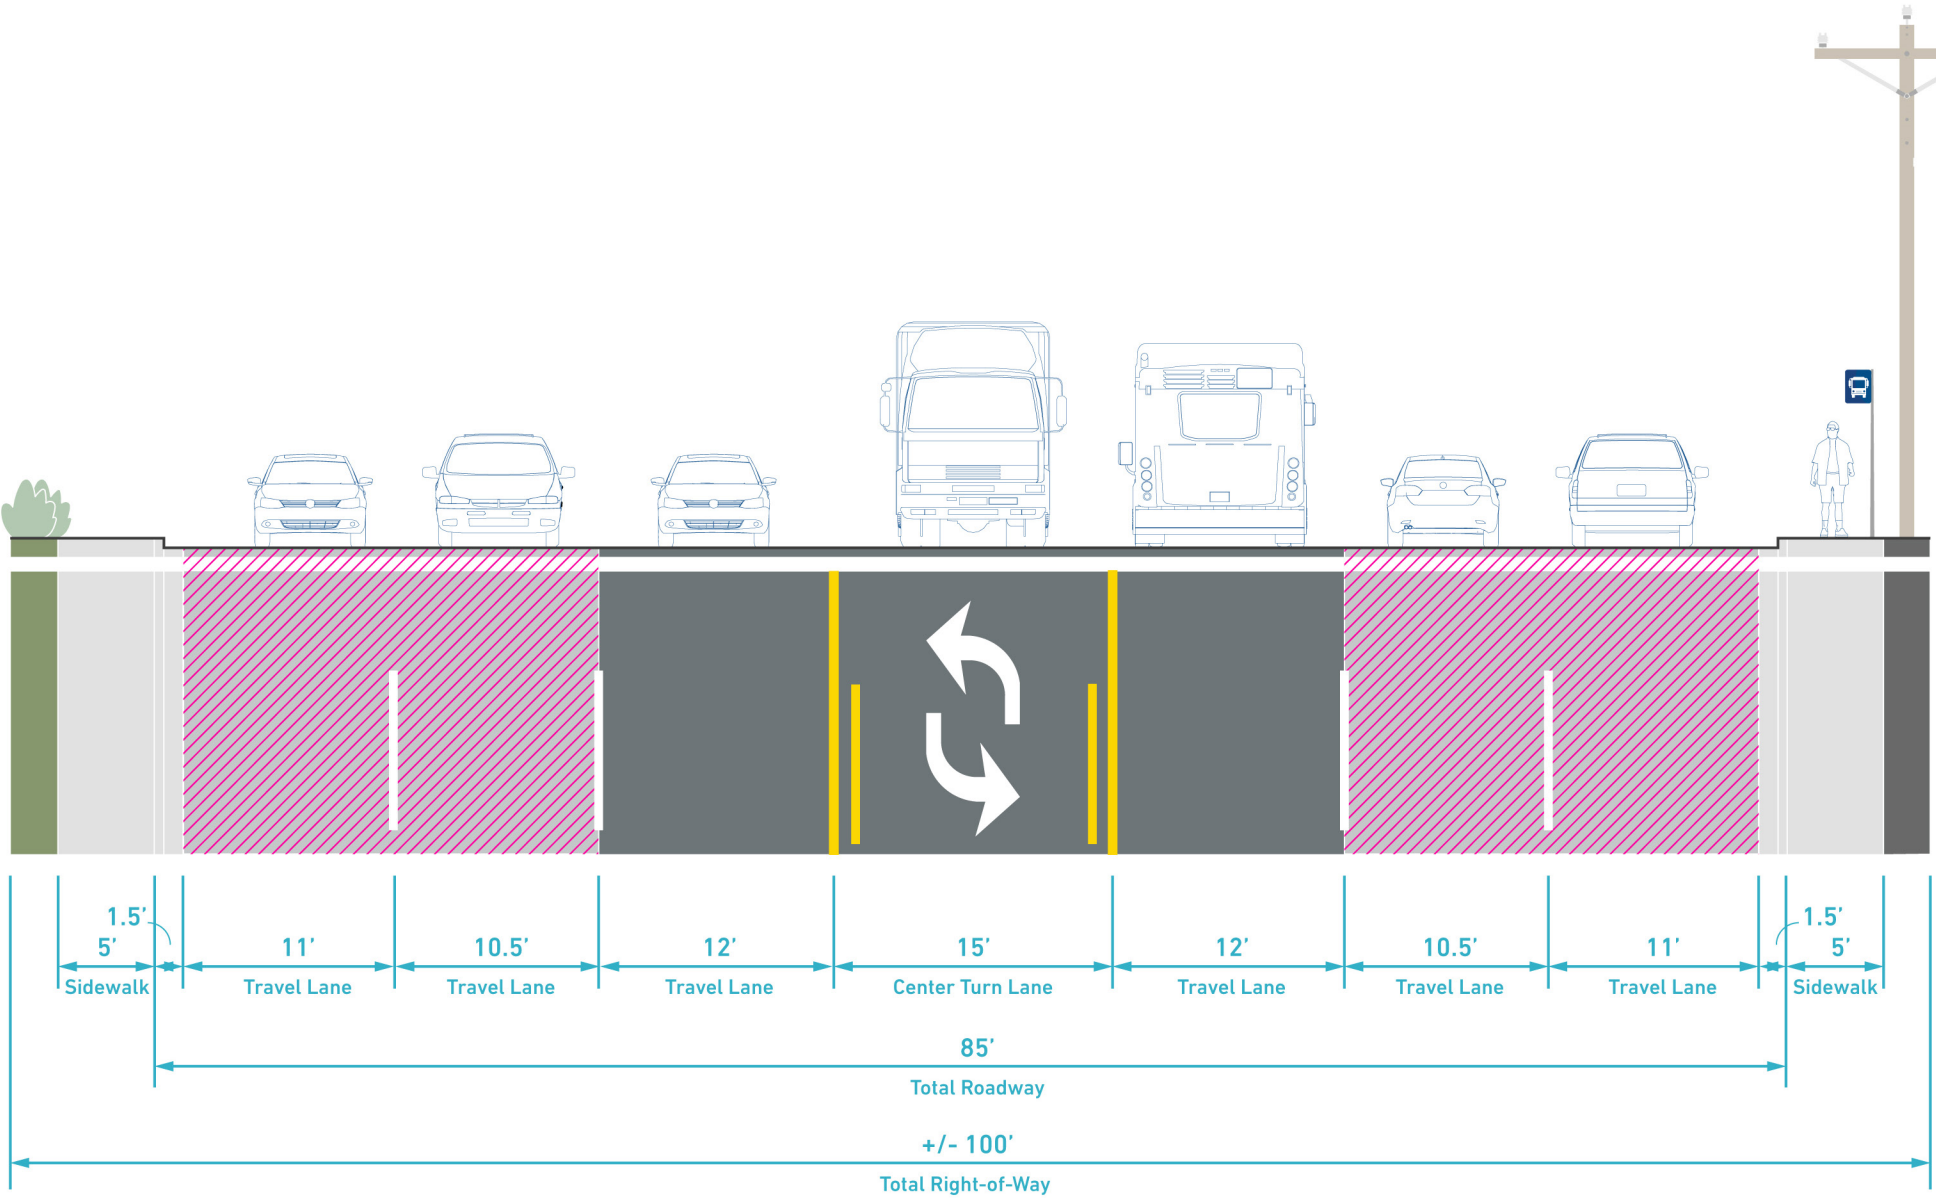 1.5’
1.5’
5’
11’
10.5’
12’
15’
12’
10.5’
11’
5’
Sidewalk
Travel Lane
Travel Lane
Travel Lane
Center Turn Lane
Travel Lane
Travel Lane
Travel Lane
Sidewalk
85’
Total Roadway
+/- 100’
Total Right-of-Way